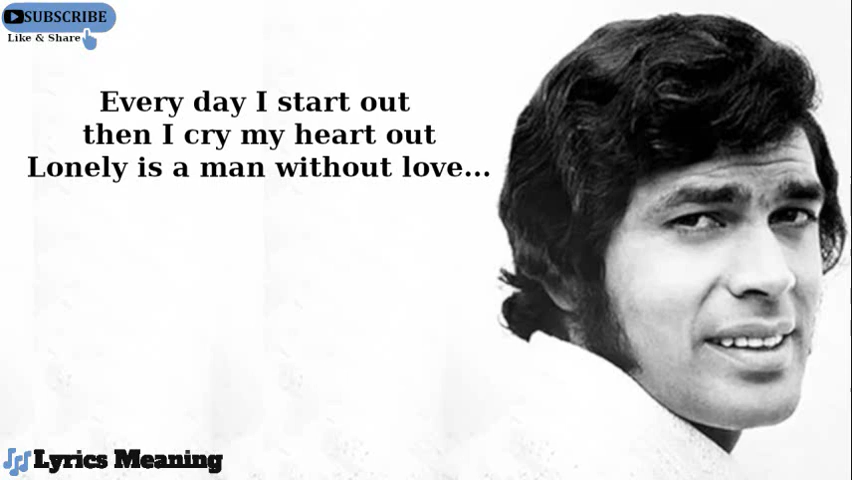 SUBSCRIBE
Like & Share
Every day I start out
then I cry my heart out
Lonely is a man without love...
Lyrics Meaning